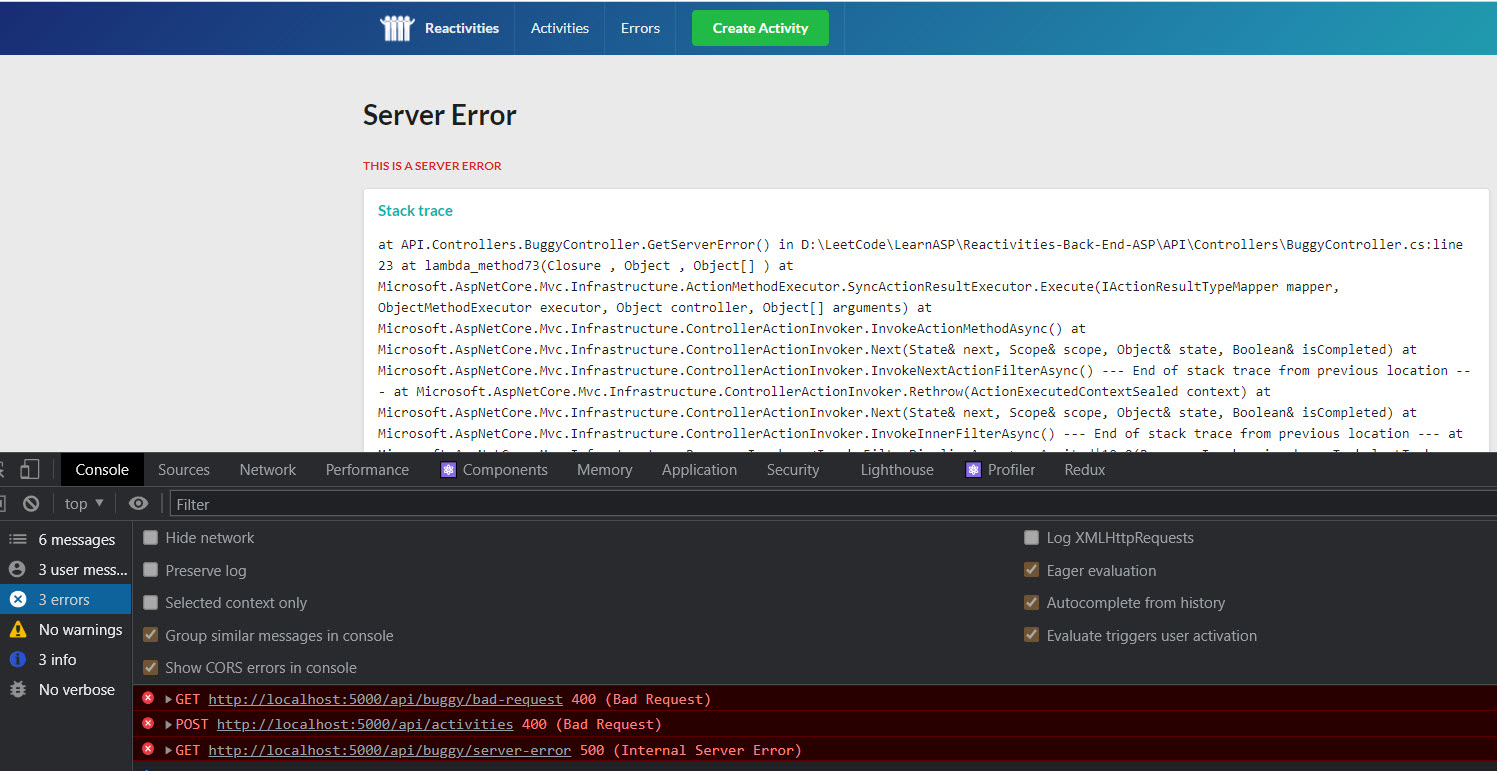 Reactivities Activities Errors Create Activity
Server Error
THIS IS A SERVER ERROR
Stack trace
at API.Controllers.BuggyController.GetServerError() in D:\LeetCode\LearnASP\Reactivities-Back-End-ASP\API\Controllers\BuggyController.cs:line
23 at lambda_method73(Closure , Object , Object[] ) at
Microsoft.AspNetCore.Mvc.Infrastructure.ActionMethodExecutor.SyncActionResultExecutor.Execute(IActionResultTypeMapper mapper,
ObjectMethodExecutor executor, Object controller, Object[] arguments) at
Microsoft.AspNetCore.Mvc.Infrastructure.ControllerActionInvoker.InvokeActionMethodAsync() at
Microsoft.AspNetCore.Mvc.Infrastructure.ControllerActionInvoker.Next(State& next, Scope& scope, Object& state, Boolean& isCompleted) at
Microsoft.AspNetCore.Mvc.Infrastructure.ControllerActionInvoker.InvokeNextActionFilterAsync() --- End of stack trace from previous location --
- at Microsoft.AspNetCore.Mvc.Infrastructure.ControllerActionInvoker.Rethrow(ActionExecutedContextSealed context) at
Microsoft.AspNetCore.Mvc.Infrastructure.ControllerActionInvoker.Next(State& next, Scope& scope, Object& state, Boolean& isCompleted) at
Microsoft.AspNetCore.Mvc.Infrastructure.ControllerActionInvoker.InvokeInnerFilterAsync() --- End of stack trace from previous location --- at
Console Sources Network Performance Components Memory Application Security Lighthouse Profiler Redux
top Filter
6 messages
3 user mess...
3 errors
No warnings
3 info
No verbose
Hide network
Preserve log
Selected context only
Group similar messages in console
Show CORS errors in console
Log XMLHttpRequests
Eager evaluation
Autocomplete from history
Evaluate triggers user activation
GET http://localhost:5000/api/buggy/bad-request 400 (Bad Request)
POST http://localhost:5000/api/activities 400 (Bad Request)
GET http://localhost:5000/api/buggy/server-error 500 (Internal Server Error)